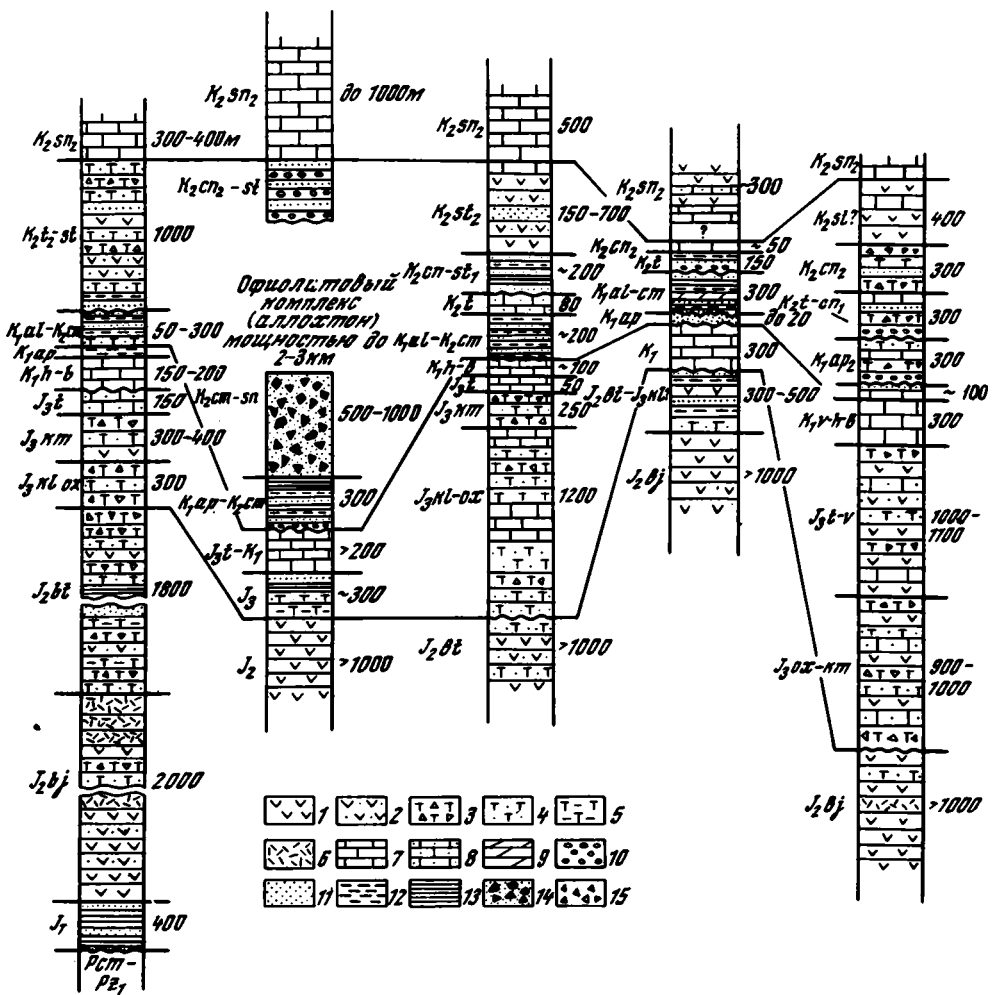 K₂sn₂ 300-400м
K₂t₂-st 1000
K₁al-K₂cm 50-300
K₁ap
K₁h-b 150-200
J₃t 150
J₃km 300-400
J₃kl ox 300
J₂bt 1800
J₂bj 2000
J₁ 400
Pcm-
PZ₁
K₂sn₂ до 1000м
K₂cn₂-st
Офиолитовый
комплекс
(аллохтон)
мощностью до
2-3км
K₂cm-sn 500-1000
K₁ap-K₂cm 300
J₃t-K₁ >200
J₃ ~300
J₂ >1000
K₂sn₂ 500
K₂st₂ 150-700
K₂cn-st₁ ~200
K₂t 80
K₁al-K₂cm ~200
K₁h-b ~100
J₃t 50
J₃km 250
J₃kl-ox 1200
J₂bt >1000
K₂sn₂ 300
?
K₂cn₂ ~50
K₂t 150
K₁al-cm 300
K₁ap до 20
K₁ 300
J₂bt-J₃kl 300-500
J₂bj >1000
K₂sn₂
K₂st? 400
K₂cn₂ 300
K₂t-cn₁ 300
K₁ap₂ 300
~100
K₁v-h-b 300
J₃t-v 1000-
1100
J₃ox-km 900-
1000
J₂bj >1000
1 2 3 4 5
6 7 8 9 10
11 12 13 14 15